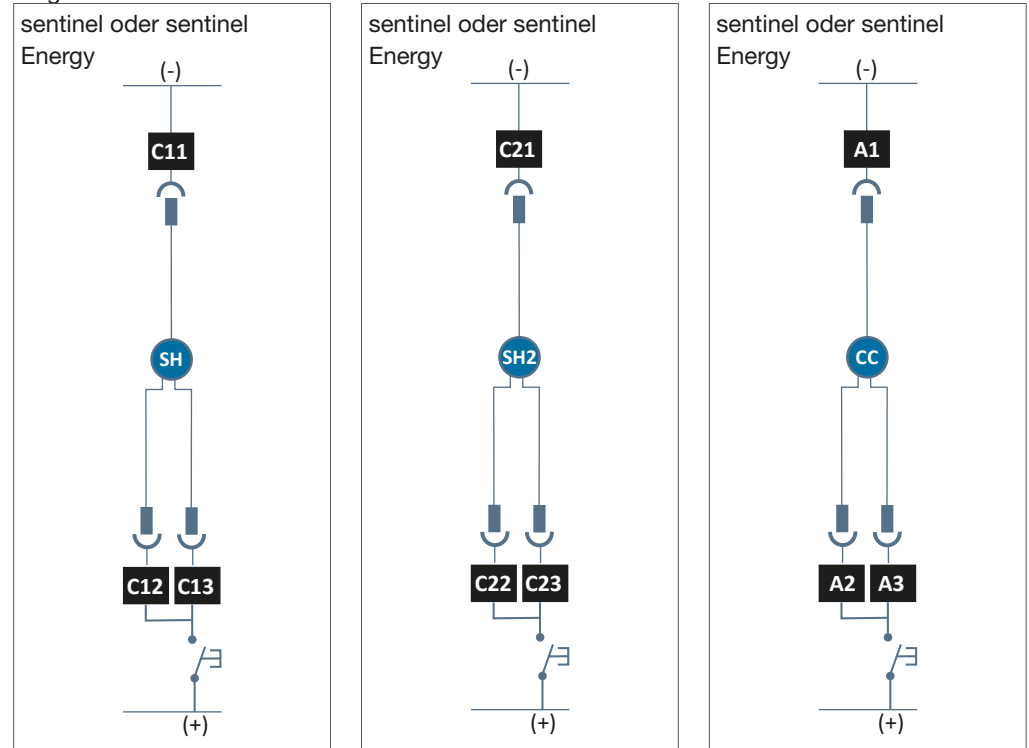 sentinel oder sentinel
Energy
(-)
C11
SH
C12 C13
(+)
sentinel oder sentinel
Energy
(-)
C21
SH2
C22 C23
(+)
sentinel oder sentinel
Energy
(-)
A1
CC
A2 A3
(+)